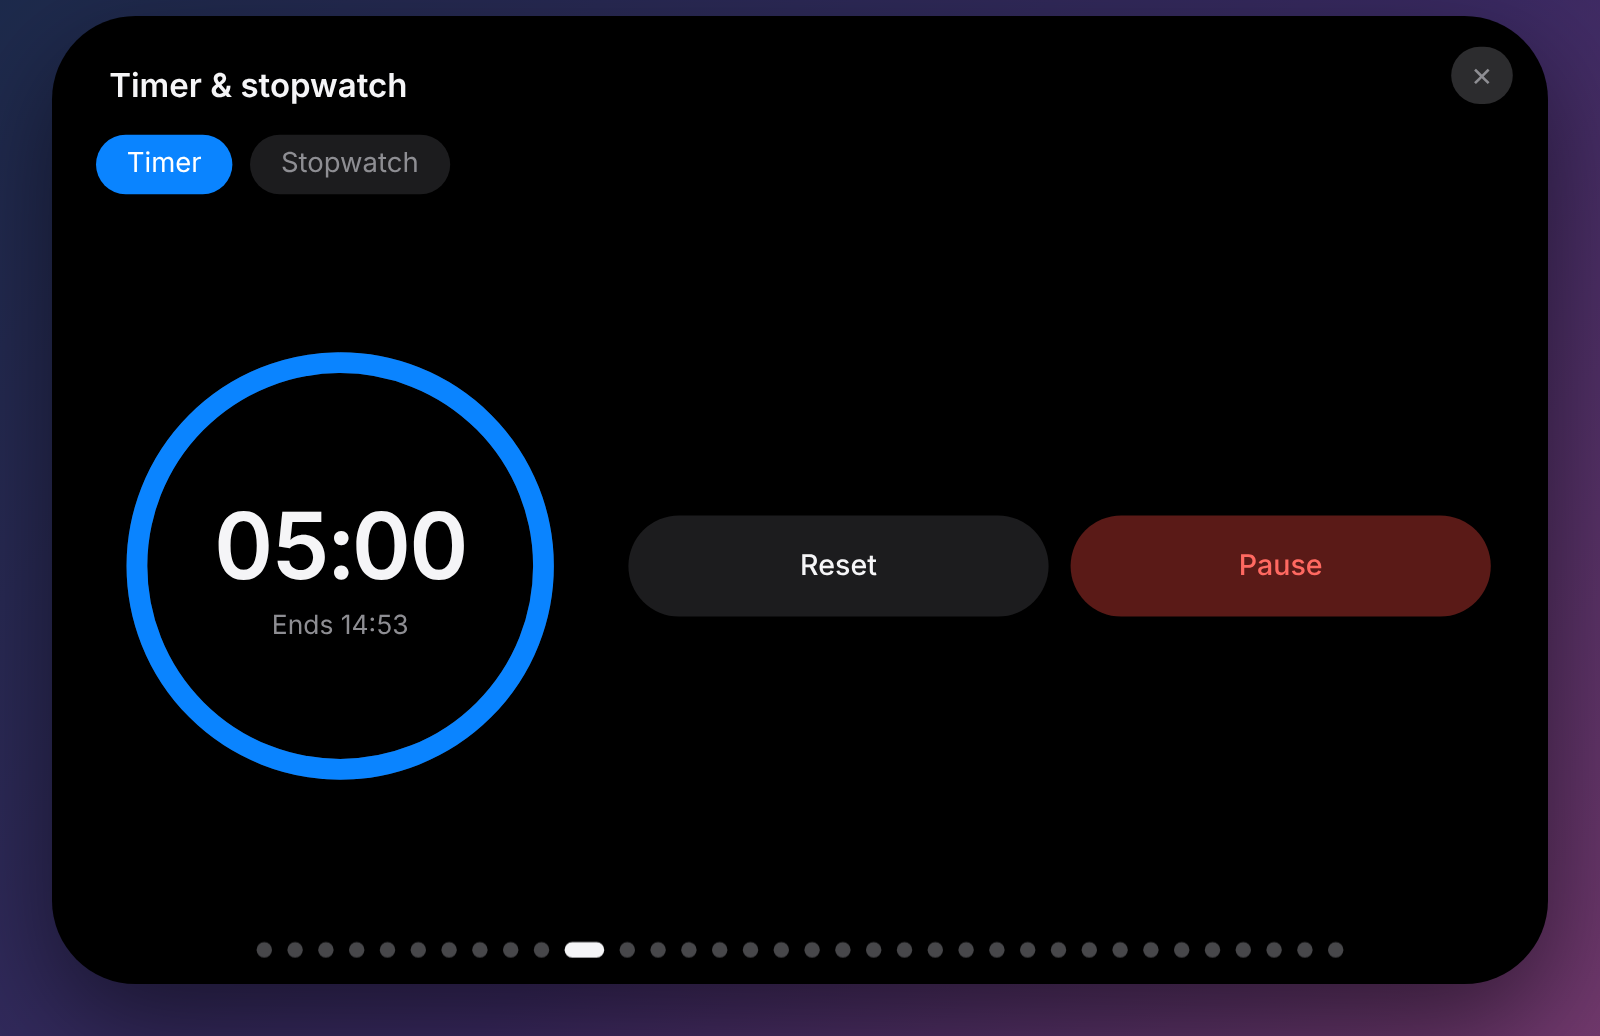 Timer & stopwatch
Timer
Stopwatch
05:00
Ends 14:53
Reset
Pause